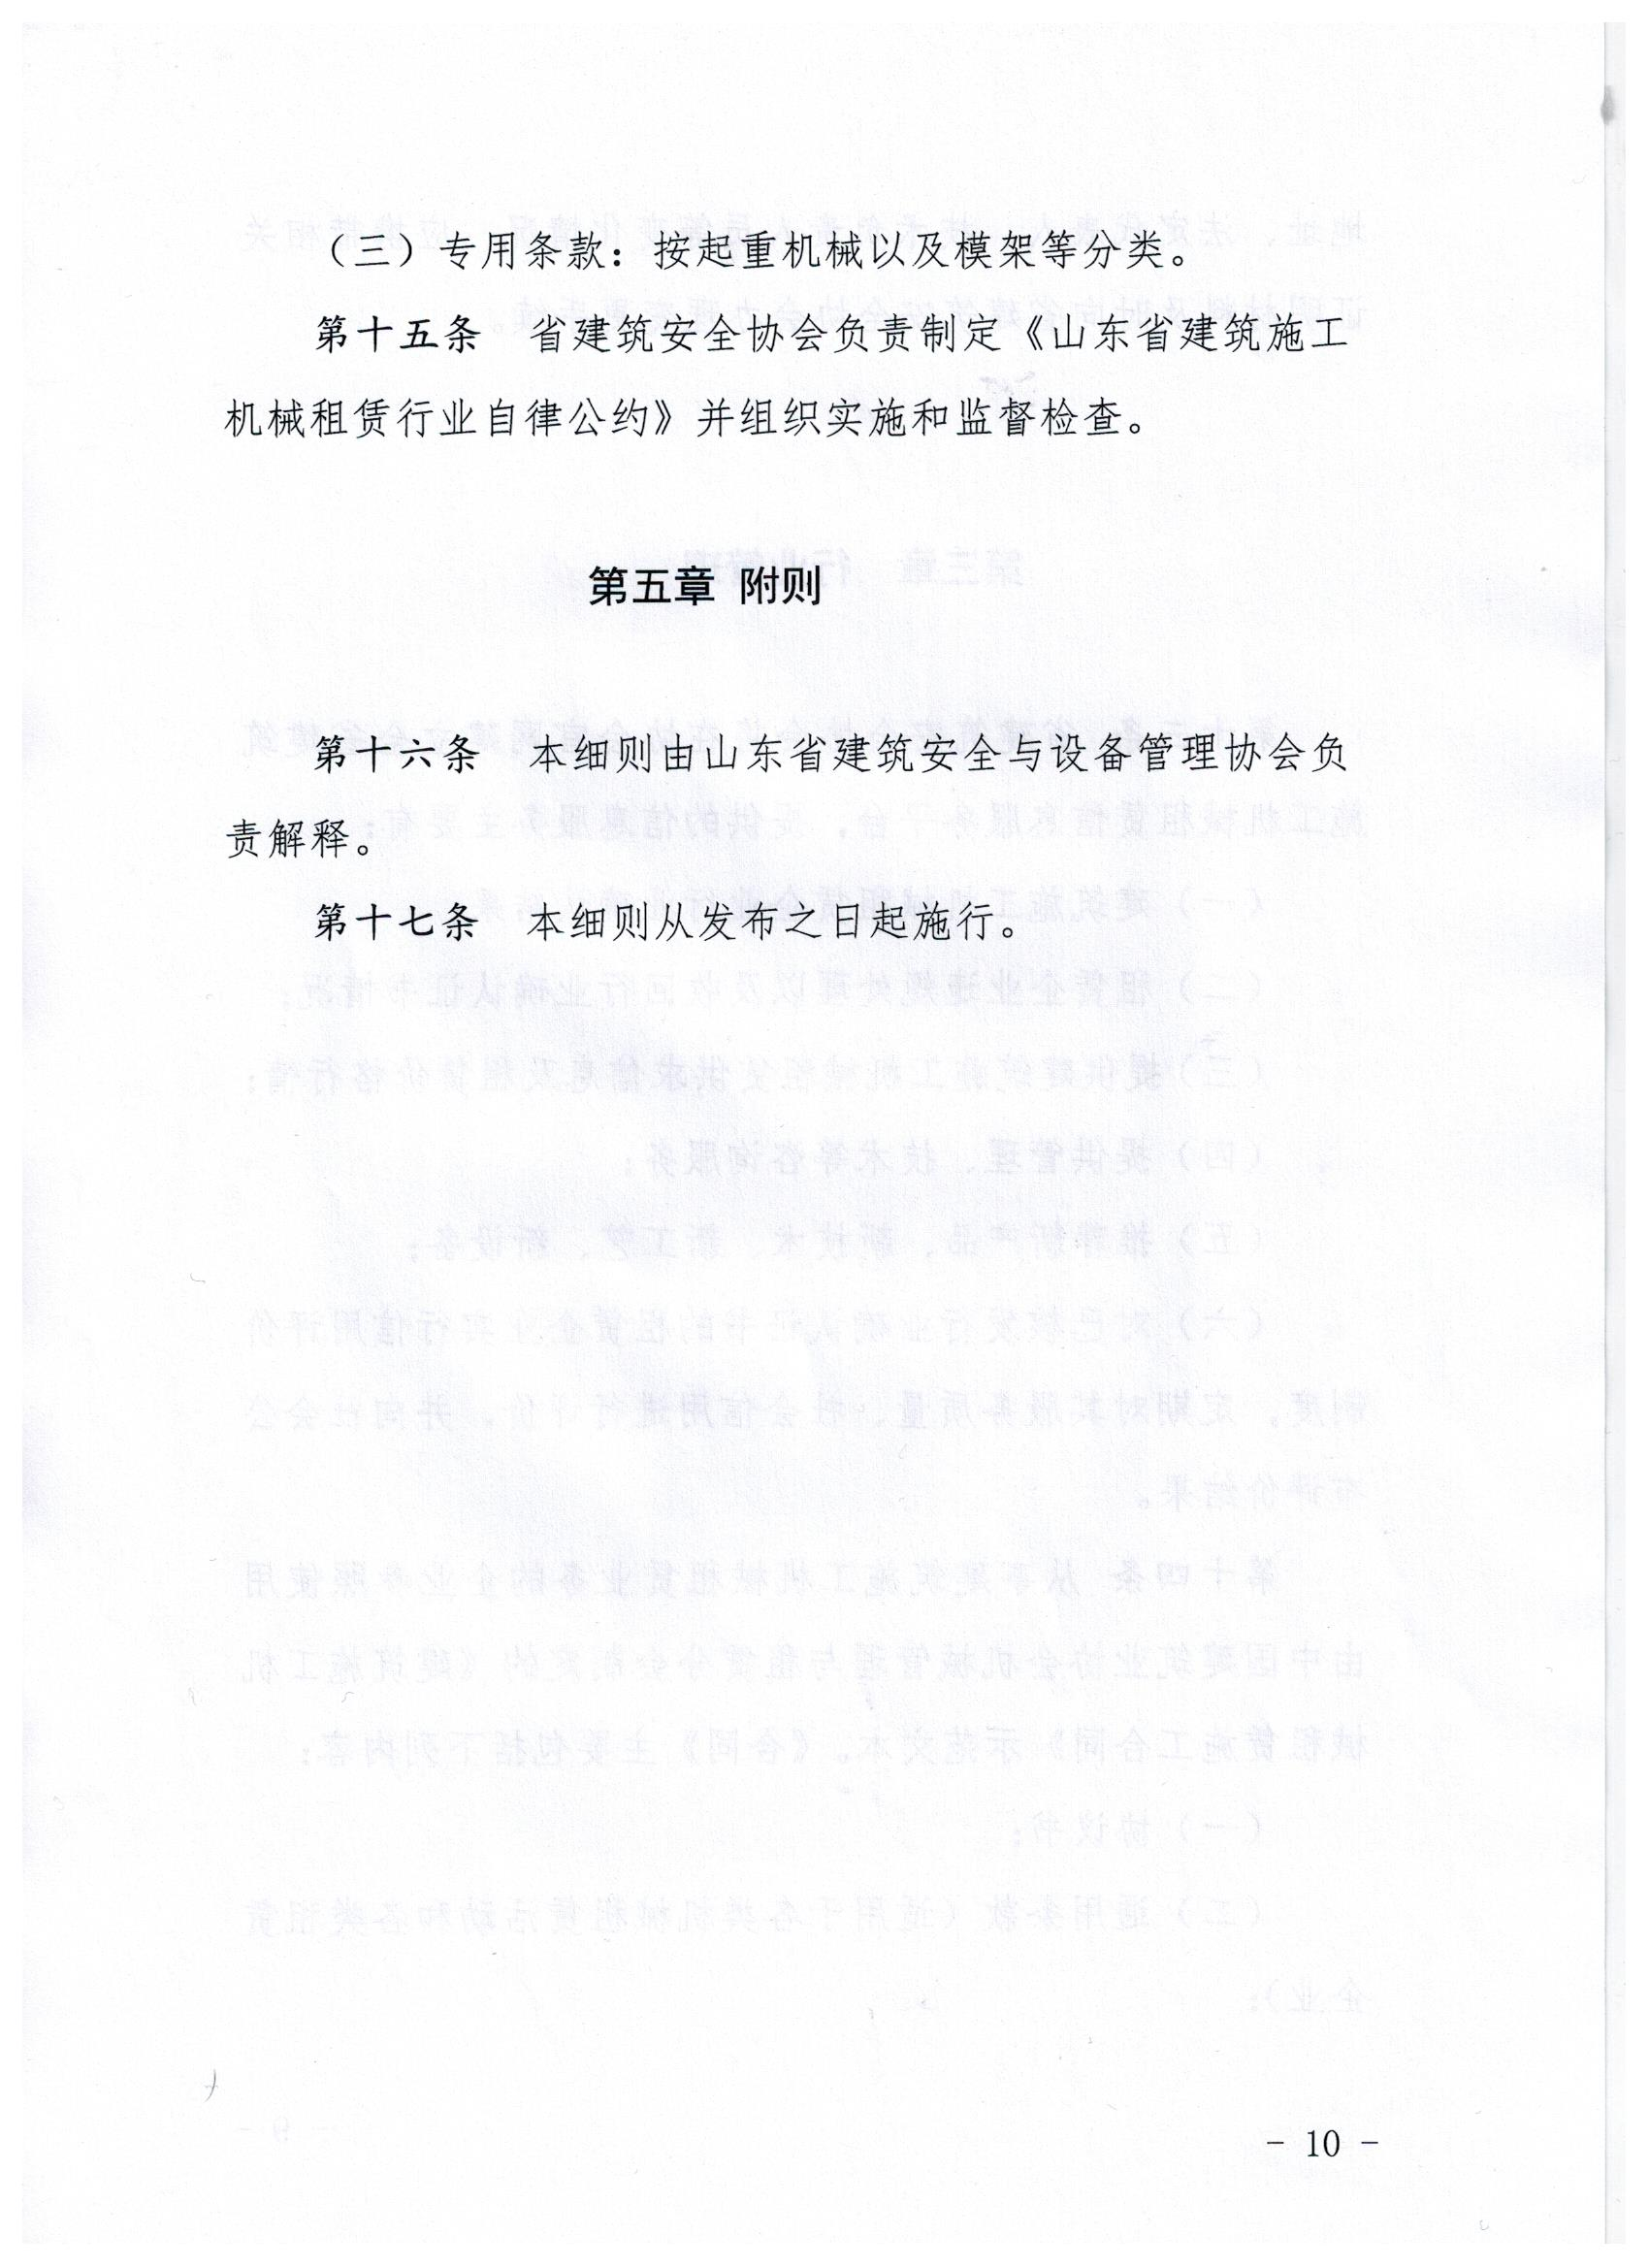 （三）专用条款：按起重机械以及模架等分类。
第十五条　省建筑安全协会负责制定《山东省建筑施工
机械租赁行业自律公约》并组织实施和监督检查。
第五章 附则
第十六条　本细则由山东省建筑安全与设备管理协会负
责解释。
第十七条　本细则从发布之日起施行。
- 10 -